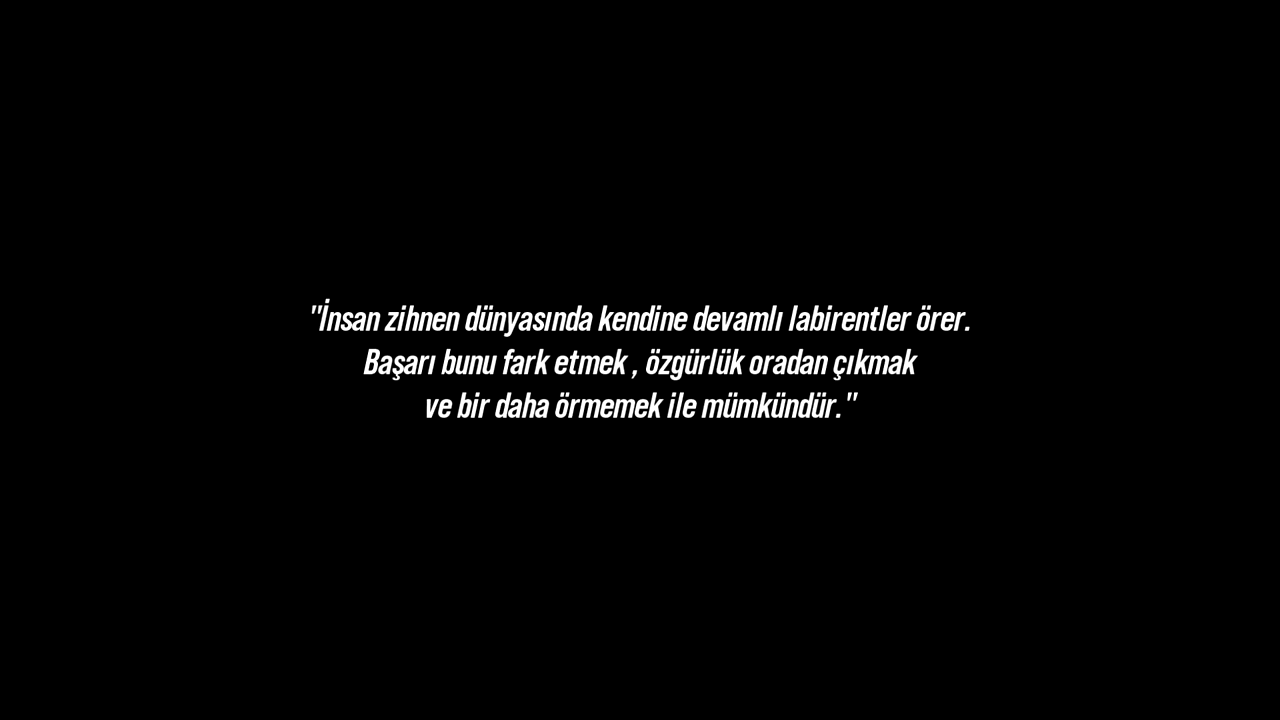 "İnsan zihnen dünyasında kendine devamlı labirentler örer.
Başarı bunu fark etmek , özgürlük oradan çıkmak
ve bir daha örmemek ile mümkündür."